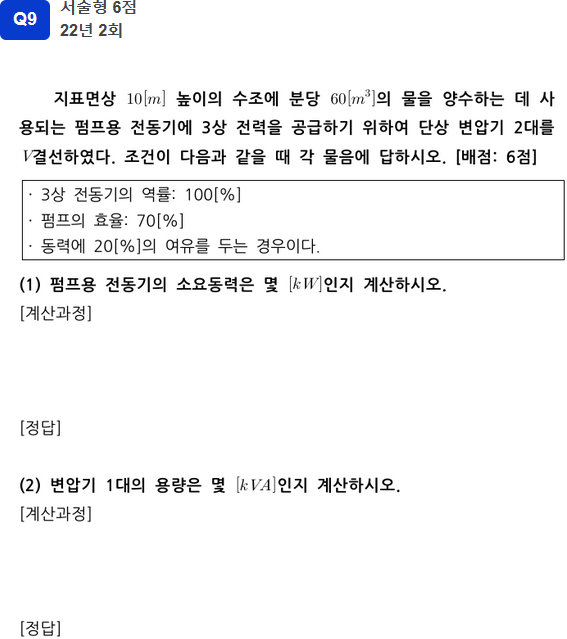 Q9
서술형 6점
22년 2회
지표면상 10[m] 높이의 수조에 분당 60[m³]의 물을 양수하는 데 사
용되는 펌프용 전동기에 3상 전력을 공급하기 위하여 단상 변압기 2대를
V결선하였다. 조건이 다음과 같을 때 각 물음에 답하시오. [배점: 6점]
· 3상 전동기의 역률: 100[%]
· 펌프의 효율: 70[%]
· 동력에 20[%]의 여유를 두는 경우이다.
(1) 펌프용 전동기의 소요동력은 몇 [kW]인지 계산하시오.
[계산과정]
[정답]
(2) 변압기 1대의 용량은 몇 [kVA]인지 계산하시오.
[계산과정]
[정답]